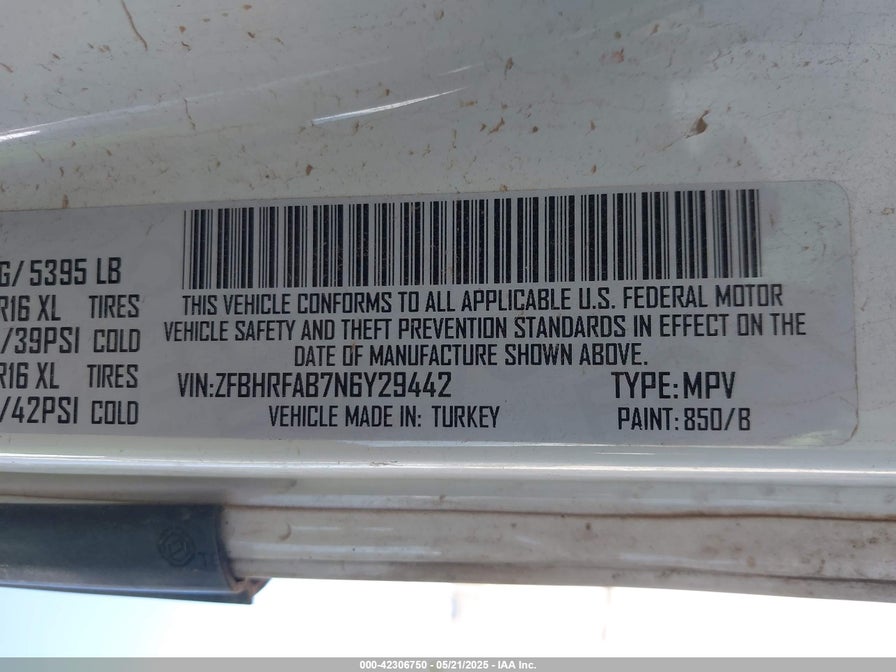 G/ 5395 LB
R16 XL TIRES
/39PSI COLD
R16 XL TIRES
/42PSI COLD
THIS VEHICLE CONFORMS TO ALL APPLICABLE U.S. FEDERAL MOTOR
VEHICLE SAFETY AND THEFT PREVENTION STANDARDS IN EFFECT ON THE
DATE OF MANUFACTURE SHOWN ABOVE.
VIN:ZFBHRFAB7N6Y29442 TYPE:MPV
VEHICLE MADE IN: TURKEY PAINT:850/B
000-42306750 - 05/21/2025 - IAA Inc.